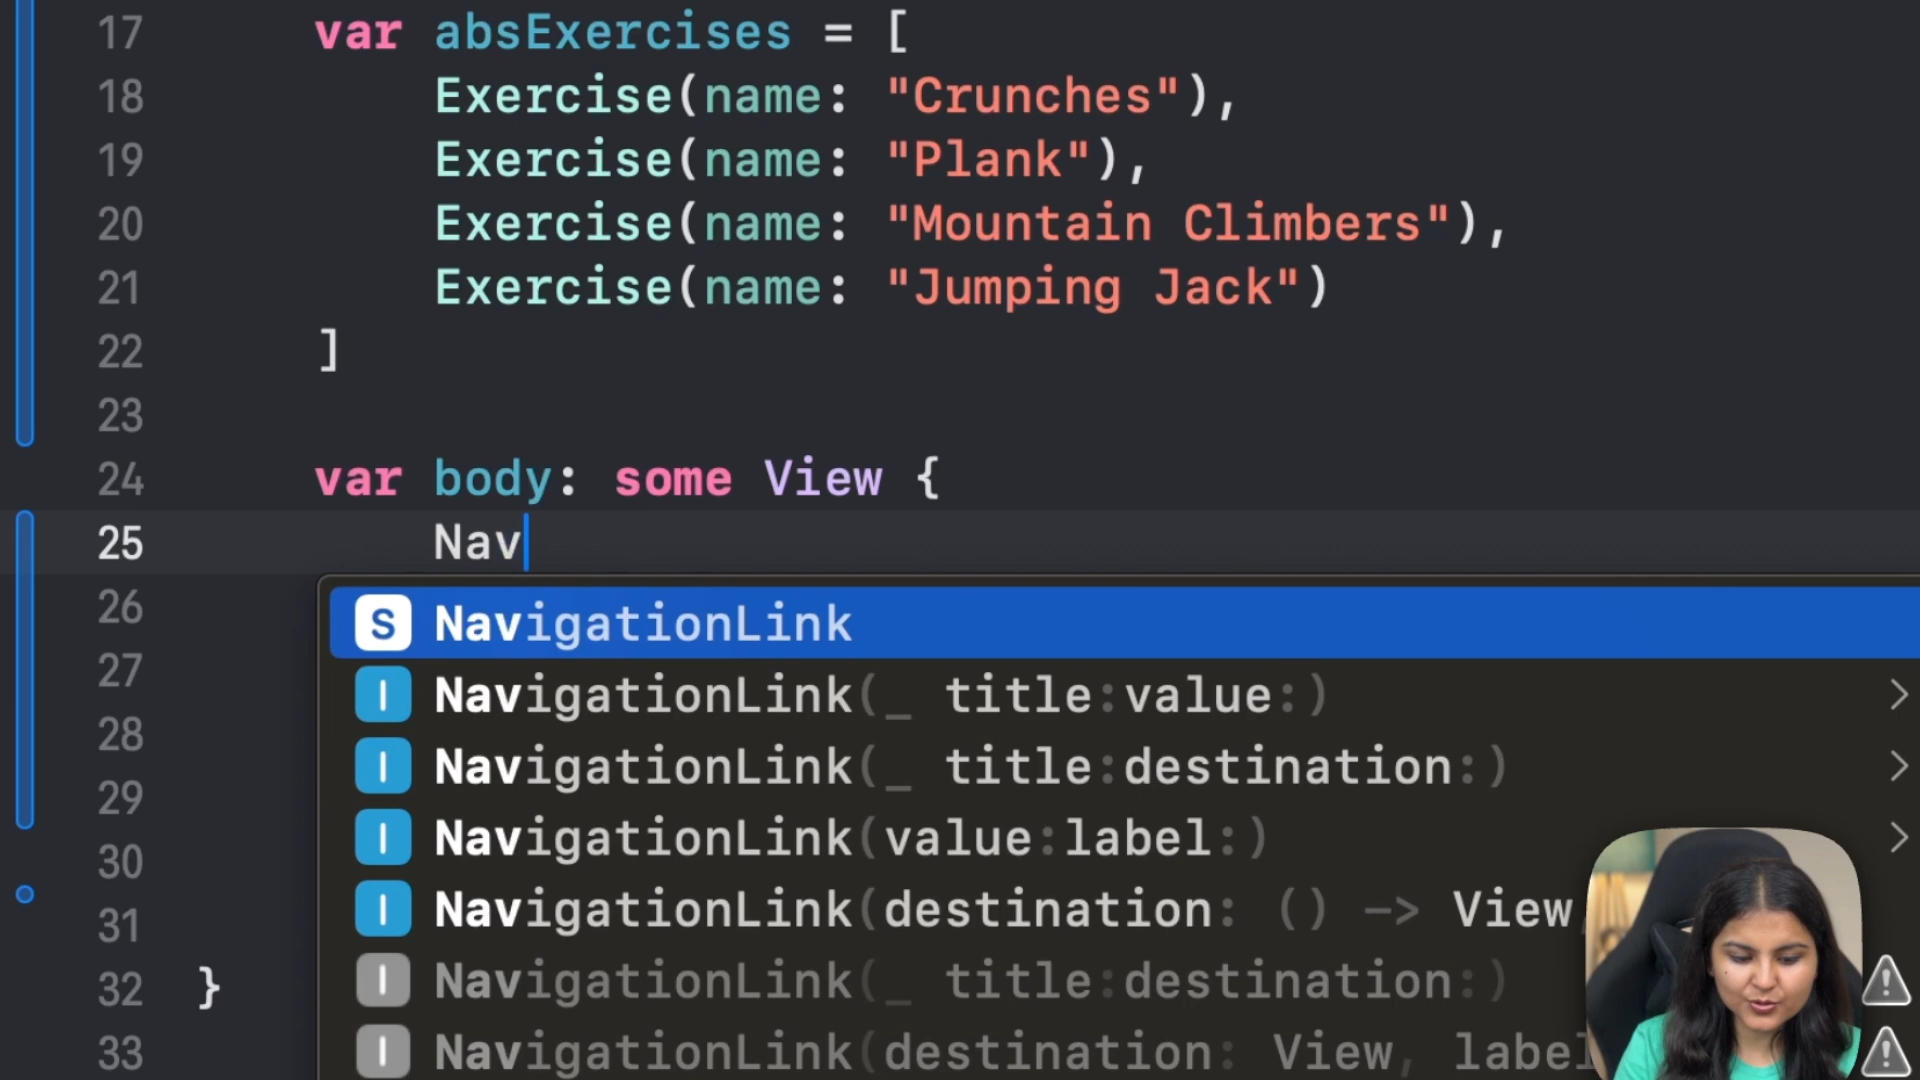 17 var absExercises = [
18 Exercise(name: "Crunches"),
19 Exercise(name: "Plank"),
20 Exercise(name: "Mountain Climbers"),
21 Exercise(name: "Jumping Jack")
22 ]
23
24 var body: some View {
25 Nav
26
S NavigationLink
27
I NavigationLink(_ title:value:)
28
I NavigationLink(_ title:destination:)
29
I NavigationLink(value:label:)
30
I NavigationLink(destination: () -> View,
31
I NavigationLink(_ title:destination:)
32 }
33
I NavigationLink(destination: View, label